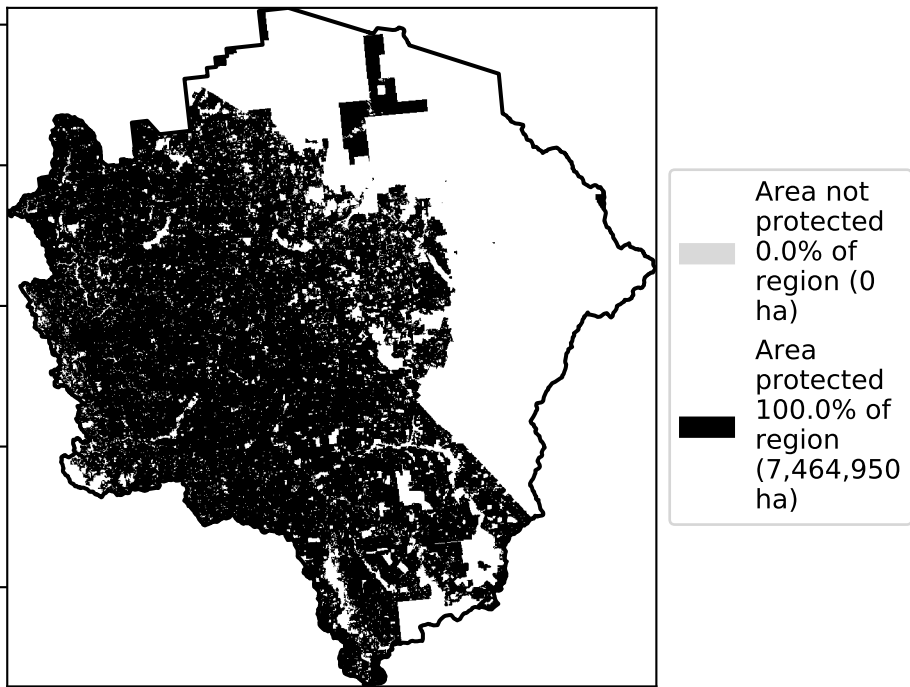 Area not
protected
0.0% of
region (0
ha)
Area
protected
100.0% of
region
(7,464,950
ha)